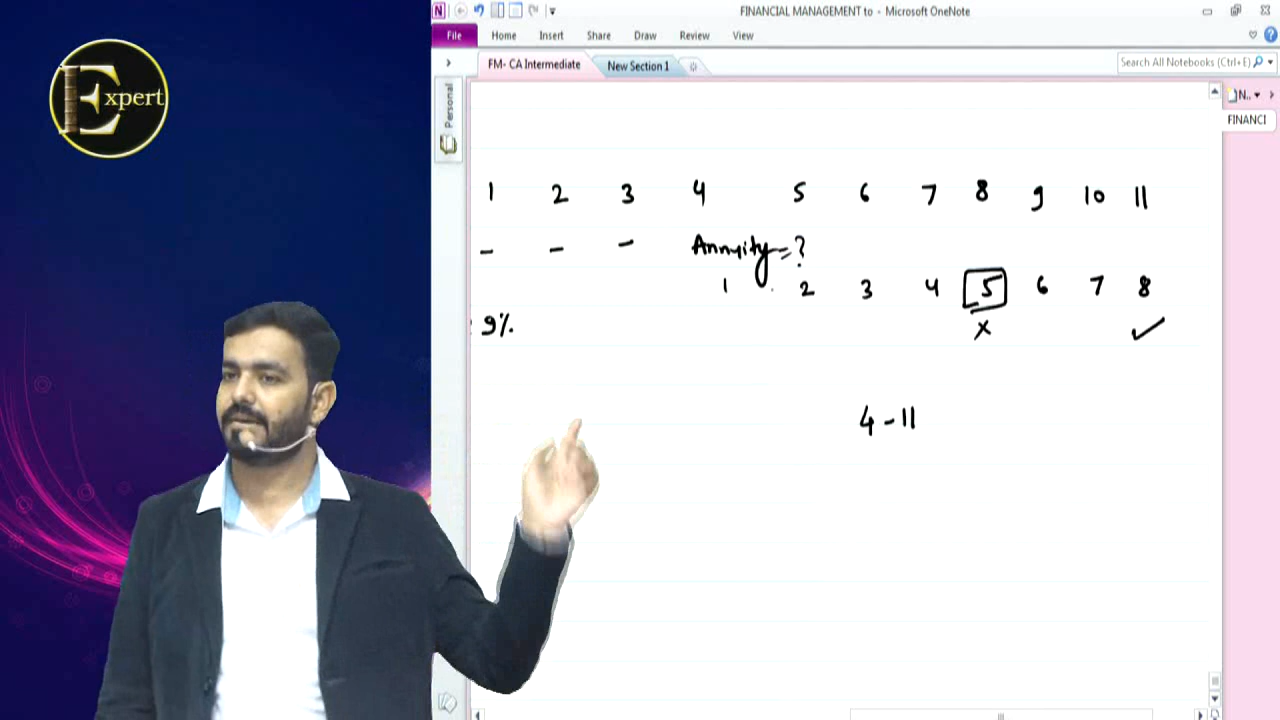 Expert
FINANCIAL MANAGEMENT to - Microsoft OneNote
File Home Insert Share Draw Review View
FM- CA Intermediate New Section 1
Search All Notebooks (Ctrl+E)
Personal
N..
FINANCI
1 2 3 4 5 6 7 8 9 10 11
- - - Annuity = ?
1 2 3 4 5 6 7 8
: 9%. x ✓
4 - 11